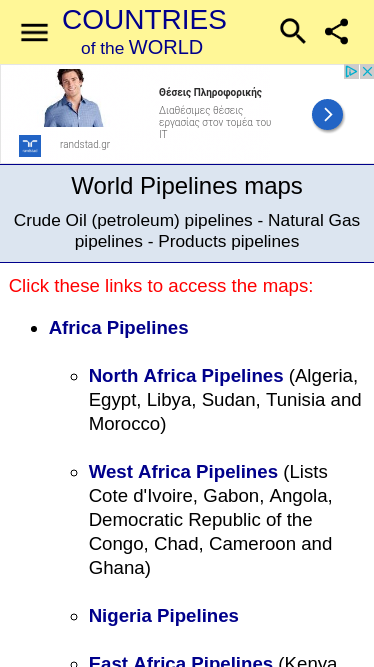 COUNTRIES
of the WORLD
Θέσεις Πληροφορικής
Διαθέσιμες θέσεις
εργασίας στον τομέα του
IT
randstad.gr
World Pipelines maps
Crude Oil (petroleum) pipelines - Natural Gas
pipelines - Products pipelines
Click these links to access the maps:
Africa Pipelines
North Africa Pipelines (Algeria,
Egypt, Libya, Sudan, Tunisia and
Morocco)
West Africa Pipelines (Lists
Cote d'Ivoire, Gabon, Angola,
Democratic Republic of the
Congo, Chad, Cameroon and
Ghana)
Nigeria Pipelines
East Africa Pipelines (Kenya,